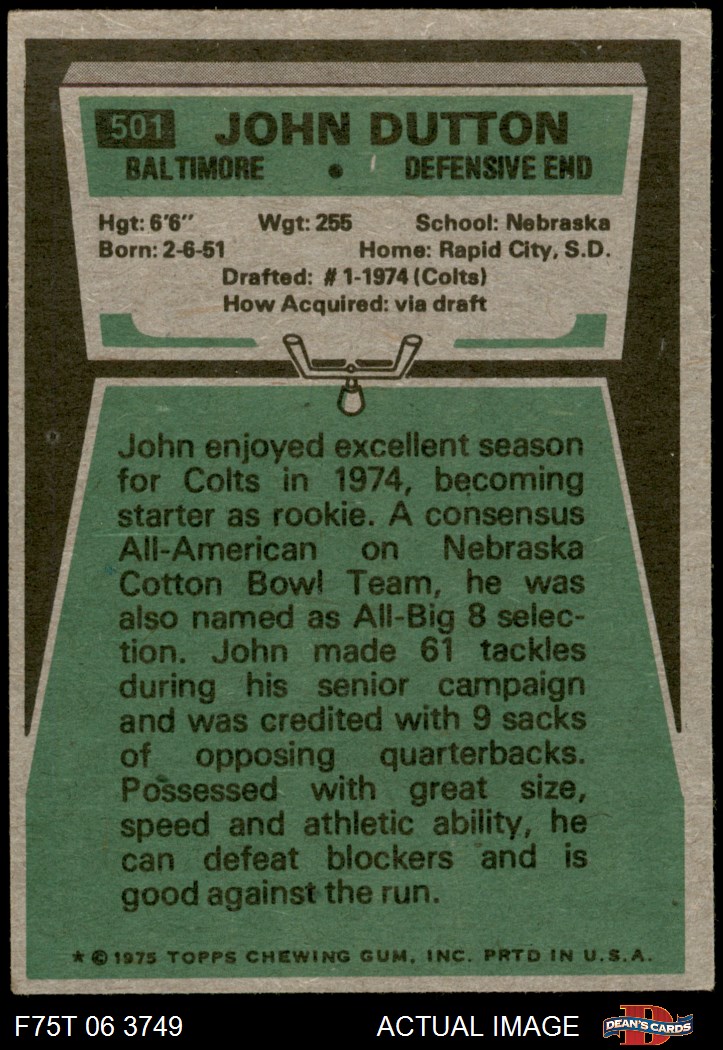 501 JOHN DUTTON
BALTIMORE • DEFENSIVE END
Hgt: 6'6" Wgt: 255 School: Nebraska
Born: 2-6-51 Home: Rapid City, S.D.
Drafted: #1-1974 (Colts)
How Acquired: via draft
John enjoyed excellent season
for Colts in 1974, becoming
starter as rookie. A consensus
All-American on Nebraska
Cotton Bowl Team, he was
also named as All-Big 8 selec-
tion. John made 61 tackles
during his senior campaign
and was credited with 9 sacks
of opposing quarterbacks.
Possessed with great size,
speed and athletic ability, he
can defeat blockers and is
good against the run.
★ © 1975 TOPPS CHEWING GUM, INC. PRTD IN U.S.A.
F75T 06 3749 ACTUAL IMAGE D DEAN'S CARDS